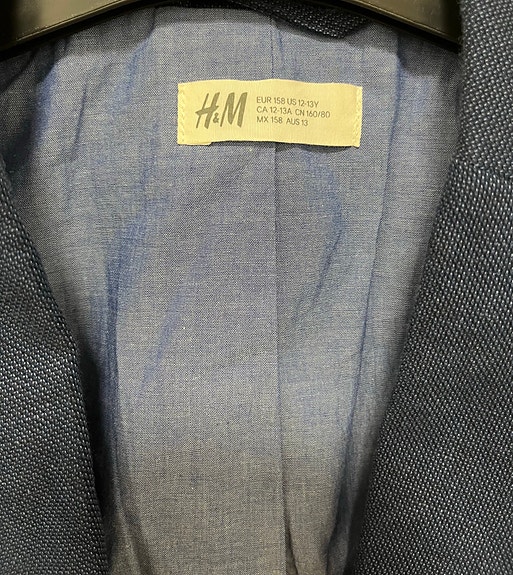 H&M
EUR 158 US 12-13Y
CA 12-13A CN 160/80
MX 158 AUS 13